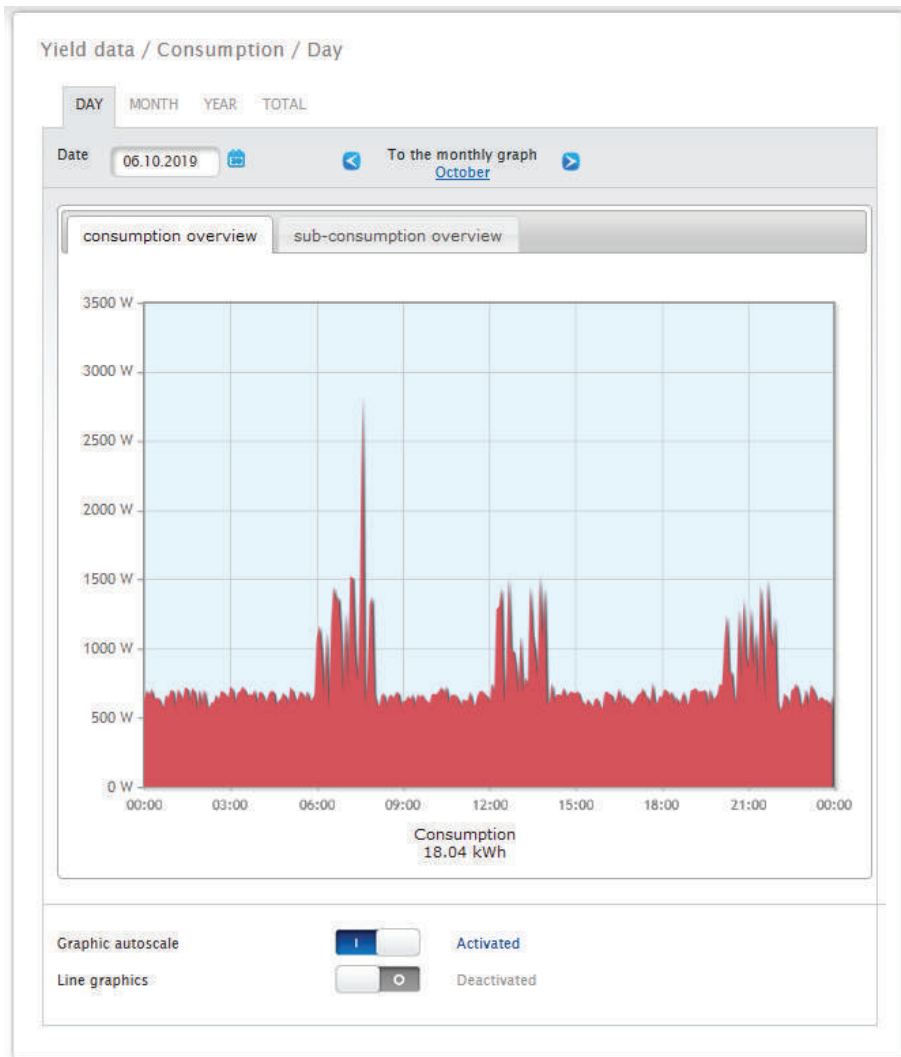 Yield data / Consumption / Day
DAY MONTH YEAR TOTAL
Date 06.10.2019 To the monthly graph
October
consumption overview sub-consumption overview
3500 W
3000 W
2500 W
2000 W
1500 W
1000 W
500 W
0 W
00:00 03:00 06:00 09:00 12:00 15:00 18:00 21:00 00:00
Consumption
18.04 kWh
Graphic autoscale I Activated
Line graphics O Deactivated